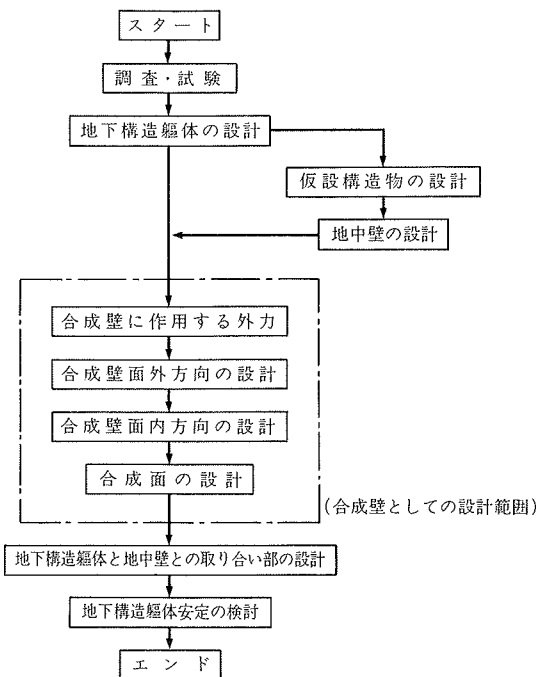 スタート
調査・試験
地下構造躯体の設計
仮設構造物の設計
地中壁の設計
合成壁に作用する外力
合成壁面外方向の設計
合成壁面内方向の設計
合成面の設計
(合成壁としての設計範囲)
地下構造躯体と地中壁との取り合い部の設計
地下構造躯体安定の検討
エンド